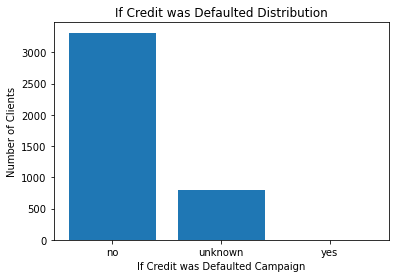 If Credit was Defaulted Distribution
3000
2500
2000
1500
1000
500
0
Number of Clients
no unknown yes
If Credit was Defaulted Campaign